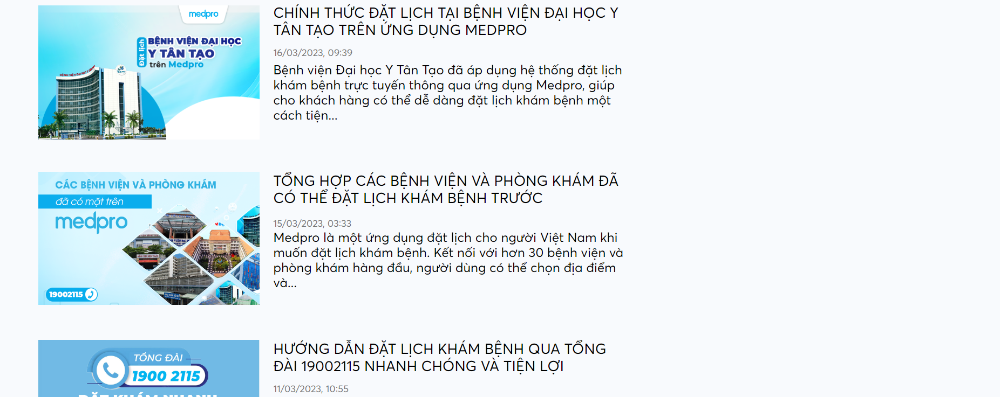 medpro
Đặt lịch
BỆNH VIỆN ĐẠI HỌC
Y TÂN TẠO
trên Medpro
CHÍNH THỨC ĐẶT LỊCH TẠI BỆNH VIỆN ĐẠI HỌC Y
TÂN TẠO TRÊN ỨNG DỤNG MEDPRO
16/03/2023, 09:39
Bệnh viện Đại học Y Tân Tạo đã áp dụng hệ thống đặt lịch
khám bệnh trực tuyến thông qua ứng dụng Medpro, giúp
cho khách hàng có thể dễ dàng đặt lịch khám bệnh một
cách tiện...
CÁC BỆNH VIỆN VÀ PHÒNG KHÁM
đã có mặt trên
medpro
19002115
TỔNG HỢP CÁC BỆNH VIỆN VÀ PHÒNG KHÁM ĐÃ
CÓ THỂ ĐẶT LỊCH KHÁM BỆNH TRƯỚC
15/03/2023, 03:33
Medpro là một ứng dụng đặt lịch cho người Việt Nam khi
muốn đặt lịch khám bệnh. Kết nối với hơn 30 bệnh viện và
phòng khám hàng đầu, người dùng có thể chọn địa điểm
và...
TỔNG ĐÀI
1900 2115
ĐẶT KHÁM NHANH
HƯỚNG DẪN ĐẶT LỊCH KHÁM BỆNH QUA TỔNG
ĐÀI 19002115 NHANH CHÓNG VÀ TIỆN LỢI
11/03/2023, 10:55